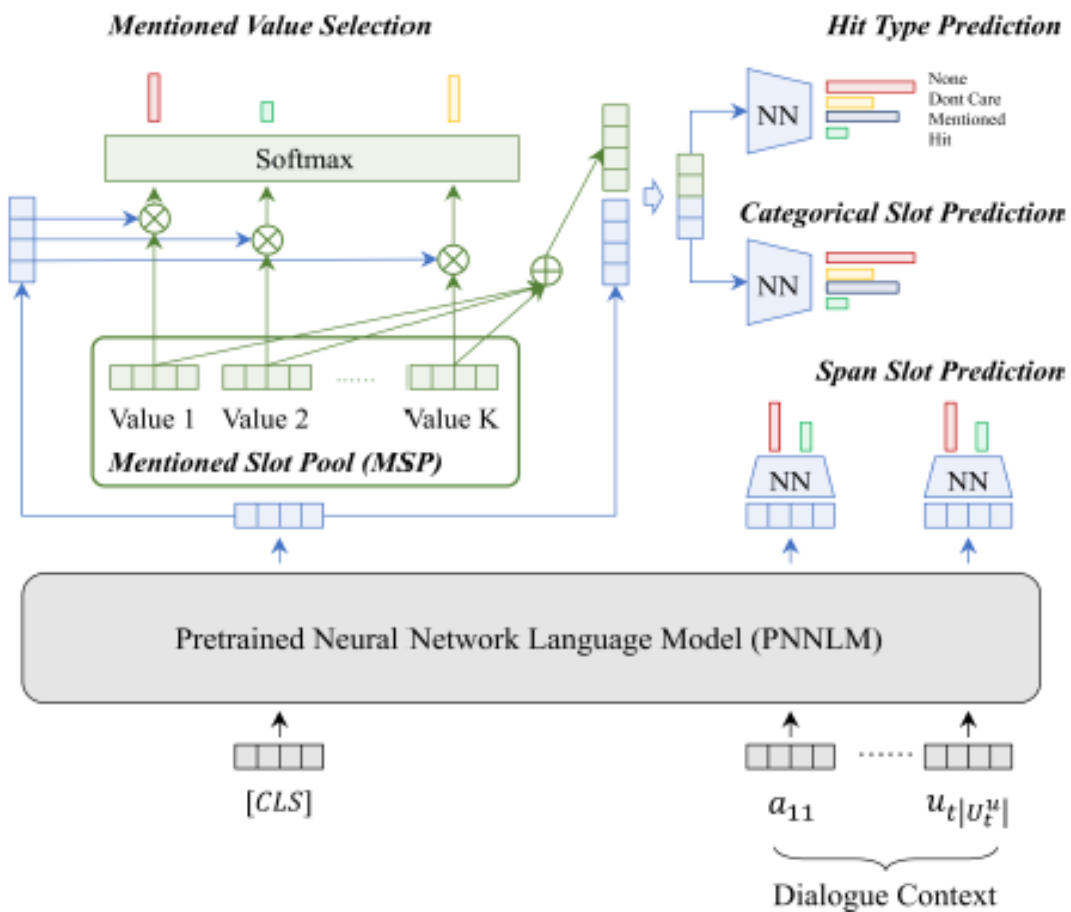 Mentioned Value Selection
Hit Type Prediction
None
Dont Care
Mentioned
Hit
NN
Softmax
Categorical Slot Prediction
NN
Value 1 Value 2 ...... Value K
Mentioned Slot Pool (MSP)
Span Slot Prediction
NN NN
Pretrained Neural Network Language Model (PNNLM)
......
[CLS] a₁₁ u_{t|U_t^u|}
Dialogue Context